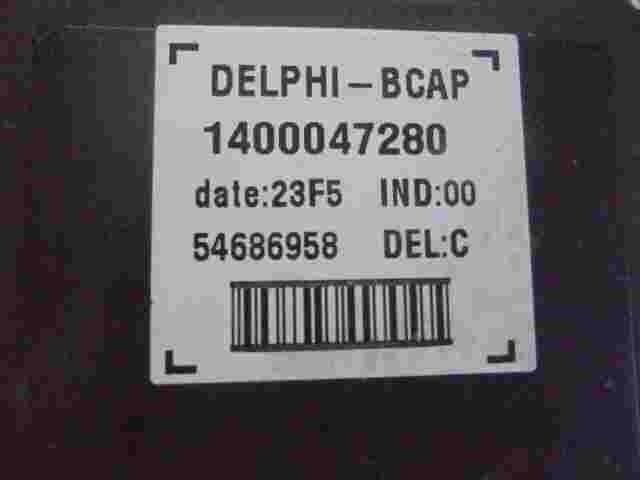 DELPHI-BCAP
1400047280
date:23F5 IND:00
54686958 DEL:C